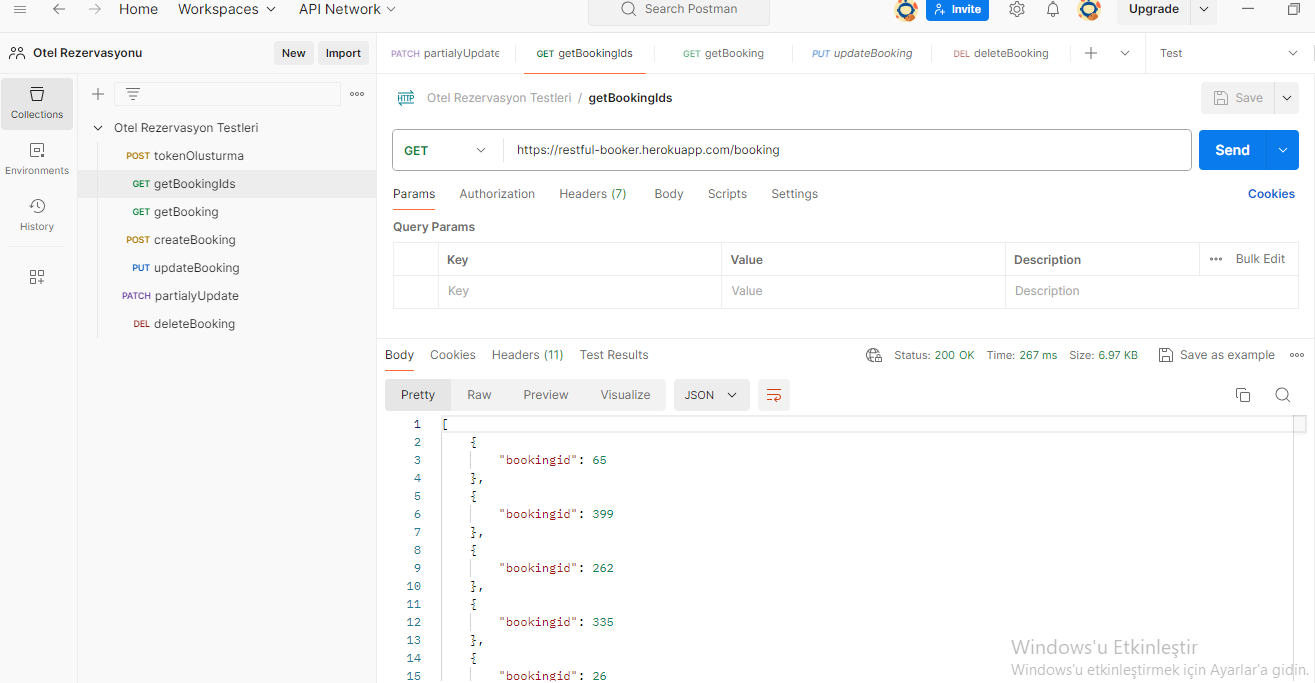 Home Workspaces API Network Search Postman Invite Upgrade
Otel Rezervasyonu New Import
PATCH partialyUpdate GET getBookingIds GET getBooking PUT updateBooking DEL deleteBooking Test
Collections
Environments
History
Otel Rezervasyon Testleri
POST tokenOlusturma
GET getBookingIds
GET getBooking
POST createBooking
PUT updateBooking
PATCH partialyUpdate
DEL deleteBooking
HTTP Otel Rezervasyon Testleri / getBookingIds Save
GET https://restful-booker.herokuapp.com/booking Send
Params Authorization Headers (7) Body Scripts Settings Cookies
Query Params
Key Value Description ••• Bulk Edit
Key Value Description
Body Cookies Headers (11) Test Results Status: 200 OK Time: 267 ms Size: 6.97 KB Save as example
Pretty Raw Preview Visualize JSON
1 [
2 {
3 "bookingid": 65
4 },
5 {
6 "bookingid": 399
7 },
8 {
9 "bookingid": 262
10 },
11 {
12 "bookingid": 335
13 },
14 {
15 "bookingid": 26
Windows'u Etkinleştir
Windows'u etkinleştirmek için Ayarlar'a gidin.